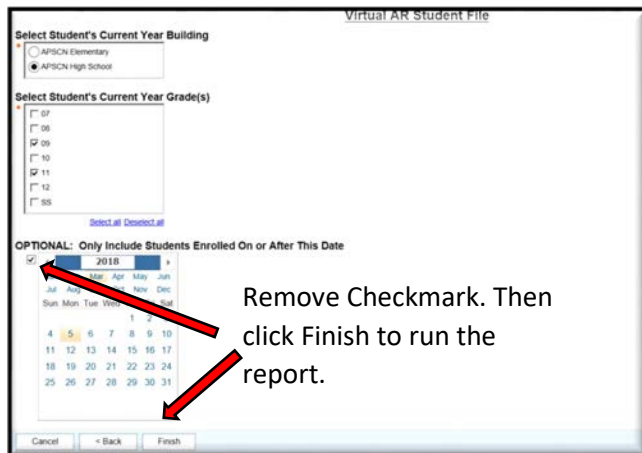 Virtual AR Student File
Select Student's Current Year Building
* APSCN Elementary
APSCN High School
Select Student's Current Year Grade(s)
* 07
08
09
10
11
12
SS
Select all Deselect all
OPTIONAL: Only Include Students Enrolled On or After This Date
2018
Mar Apr May Jun
Jul Aug Oct Nov Dec
Sun Mon Tue Wed Sat
1 2
4 5 6 7 8 9 10
11 12 13 14 15 16 17
18 19 20 21 22 23 24
25 26 27 28 29 30 31
Remove Checkmark. Then
click Finish to run the
report.
Cancel < Back Finish